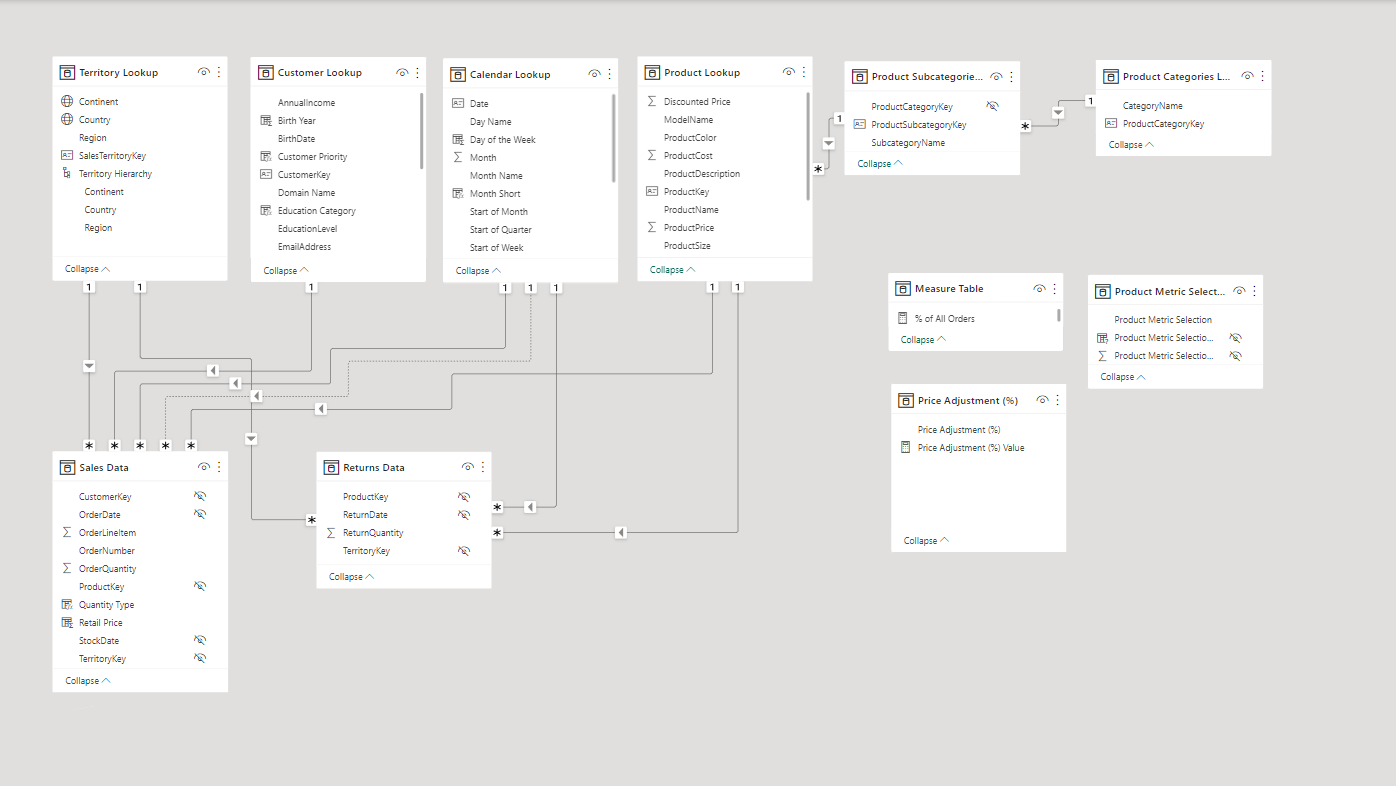 Territory Lookup
Continent
Country
Region
SalesTerritoryKey
Territory Hierarchy
Continent
Country
Region
Collapse
Customer Lookup
AnnualIncome
Birth Year
BirthDate
Customer Priority
CustomerKey
Domain Name
Education Category
EducationLevel
EmailAddress
Collapse
Calendar Lookup
Date
Day Name
Day of the Week
Month
Month Name
Month Short
Start of Month
Start of Quarter
Start of Week
Collapse
Product Lookup
Discounted Price
ModelName
ProductColor
ProductCost
ProductDescription
ProductKey
ProductName
ProductPrice
ProductSize
Collapse
Product Subcategorie...
ProductCategoryKey
ProductSubcategoryKey
SubcategoryName
Collapse
Product Categories L...
CategoryName
ProductCategoryKey
Collapse
1
*
1
*
1
1
1
1
1
1
1
1
Measure Table
% of All Orders
Collapse
Product Metric Select...
Product Metric Selection
Product Metric Selectio...
Product Metric Selectio...
Collapse
Price Adjustment (%)
Price Adjustment (%)
Price Adjustment (%) Value
Collapse
*
*
*
*
*
Sales Data
CustomerKey
OrderDate
OrderLineItem
OrderNumber
OrderQuantity
ProductKey
Quantity Type
Retail Price
StockDate
TerritoryKey
Collapse
Returns Data
ProductKey
ReturnDate
ReturnQuantity
TerritoryKey
Collapse
*
*
*